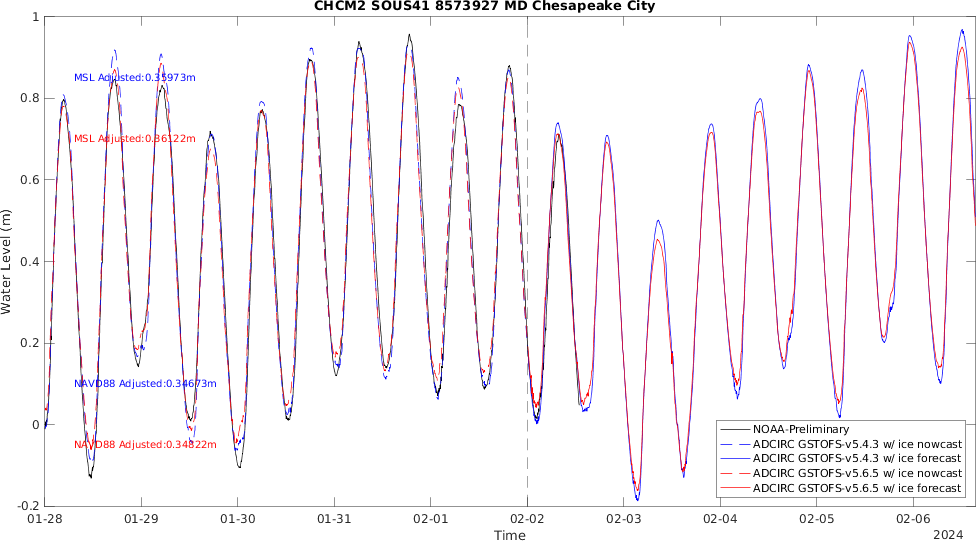 CHCM2 SOUS41 8573927 MD Chesapeake City
1
0.8
0.6
0.4
0.2
0
-0.2
Water Level (m)
MSL Adjusted:0.35973m
MSL Adjusted:0.36122m
NAVD88 Adjusted:0.34673m
NAVD88 Adjusted:0.34822m
NOAA-Preliminary
ADCIRC GSTOFS-v5.4.3 w/ ice nowcast
ADCIRC GSTOFS-v5.4.3 w/ ice forecast
ADCIRC GSTOFS-v5.6.5 w/ ice nowcast
ADCIRC GSTOFS-v5.6.5 w/ ice forecast
01-28 01-29 01-30 01-31 02-01 02-02 02-03 02-04 02-05 02-06
Time
2024